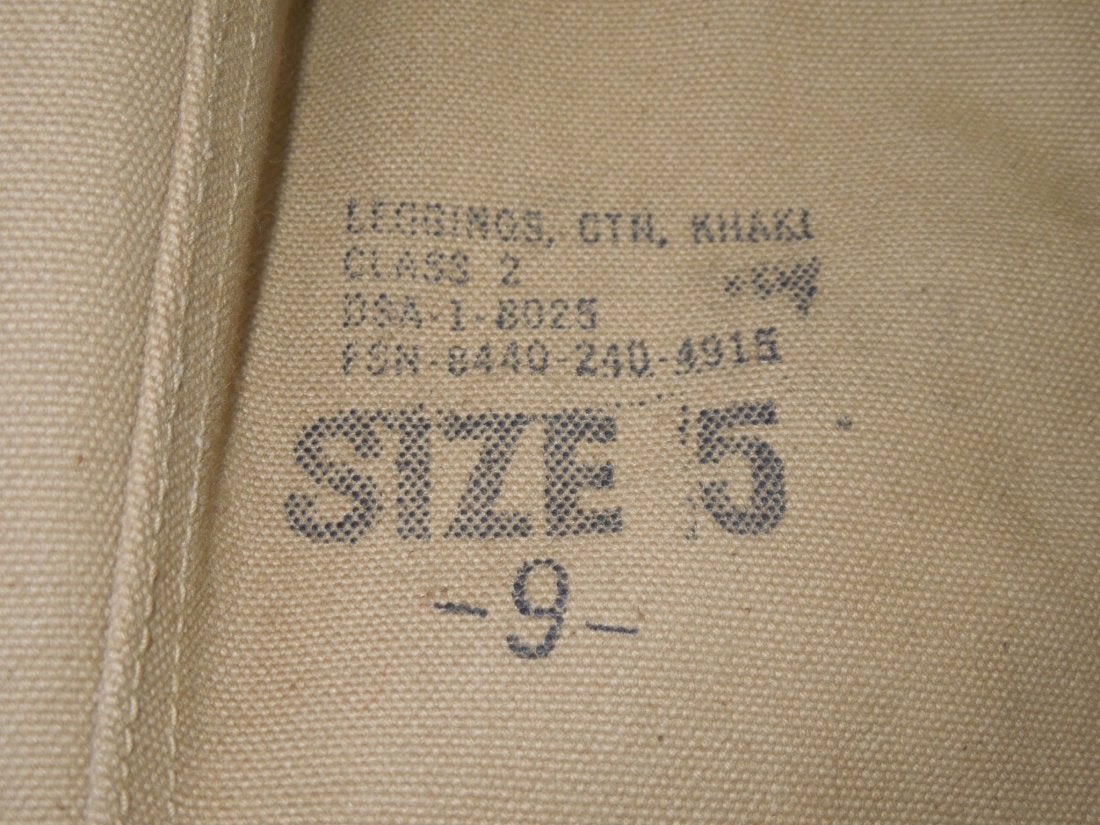 LEGGINGS, CTN, KHAKI
CLASS 2
DSA-1-8025
FSN-8440-240-4915
SIZE 5
-9-